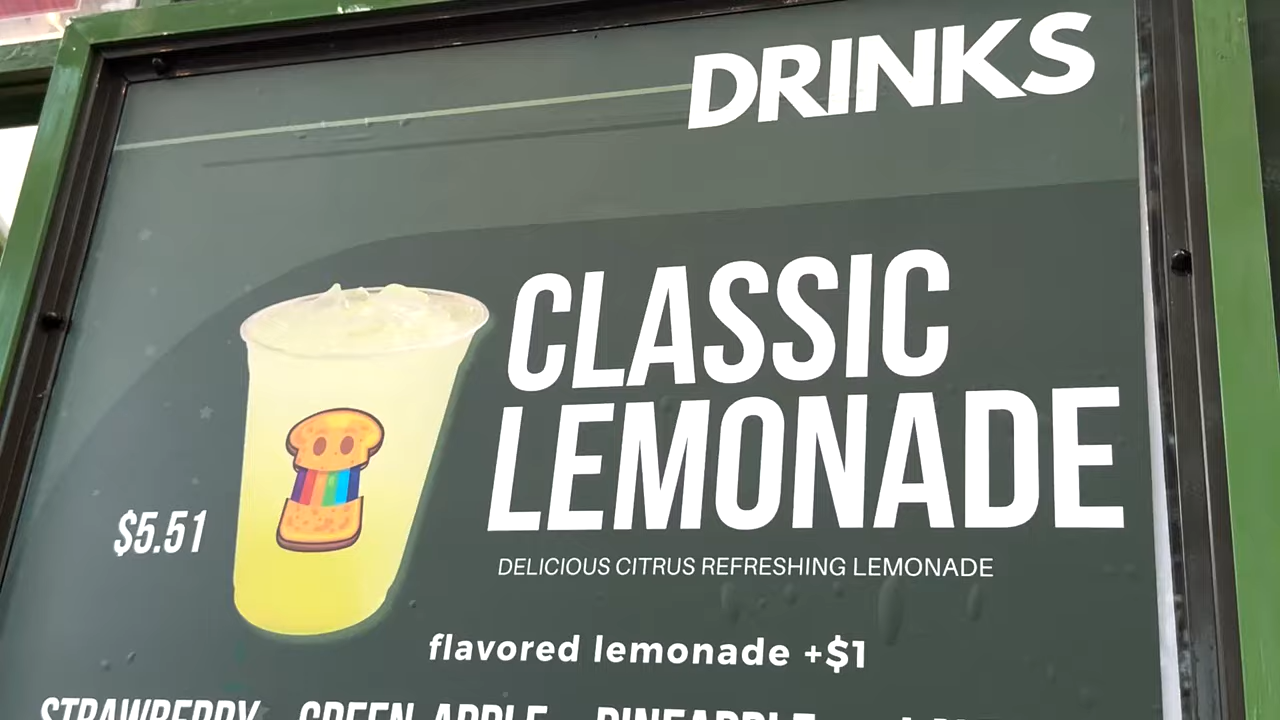 DRINKS
CLASSIC
LEMONADE
$5.51
DELICIOUS CITRUS REFRESHING LEMONADE
flavored lemonade +$1
STRAWBERRY GREEN APPLE PINEAPPLE